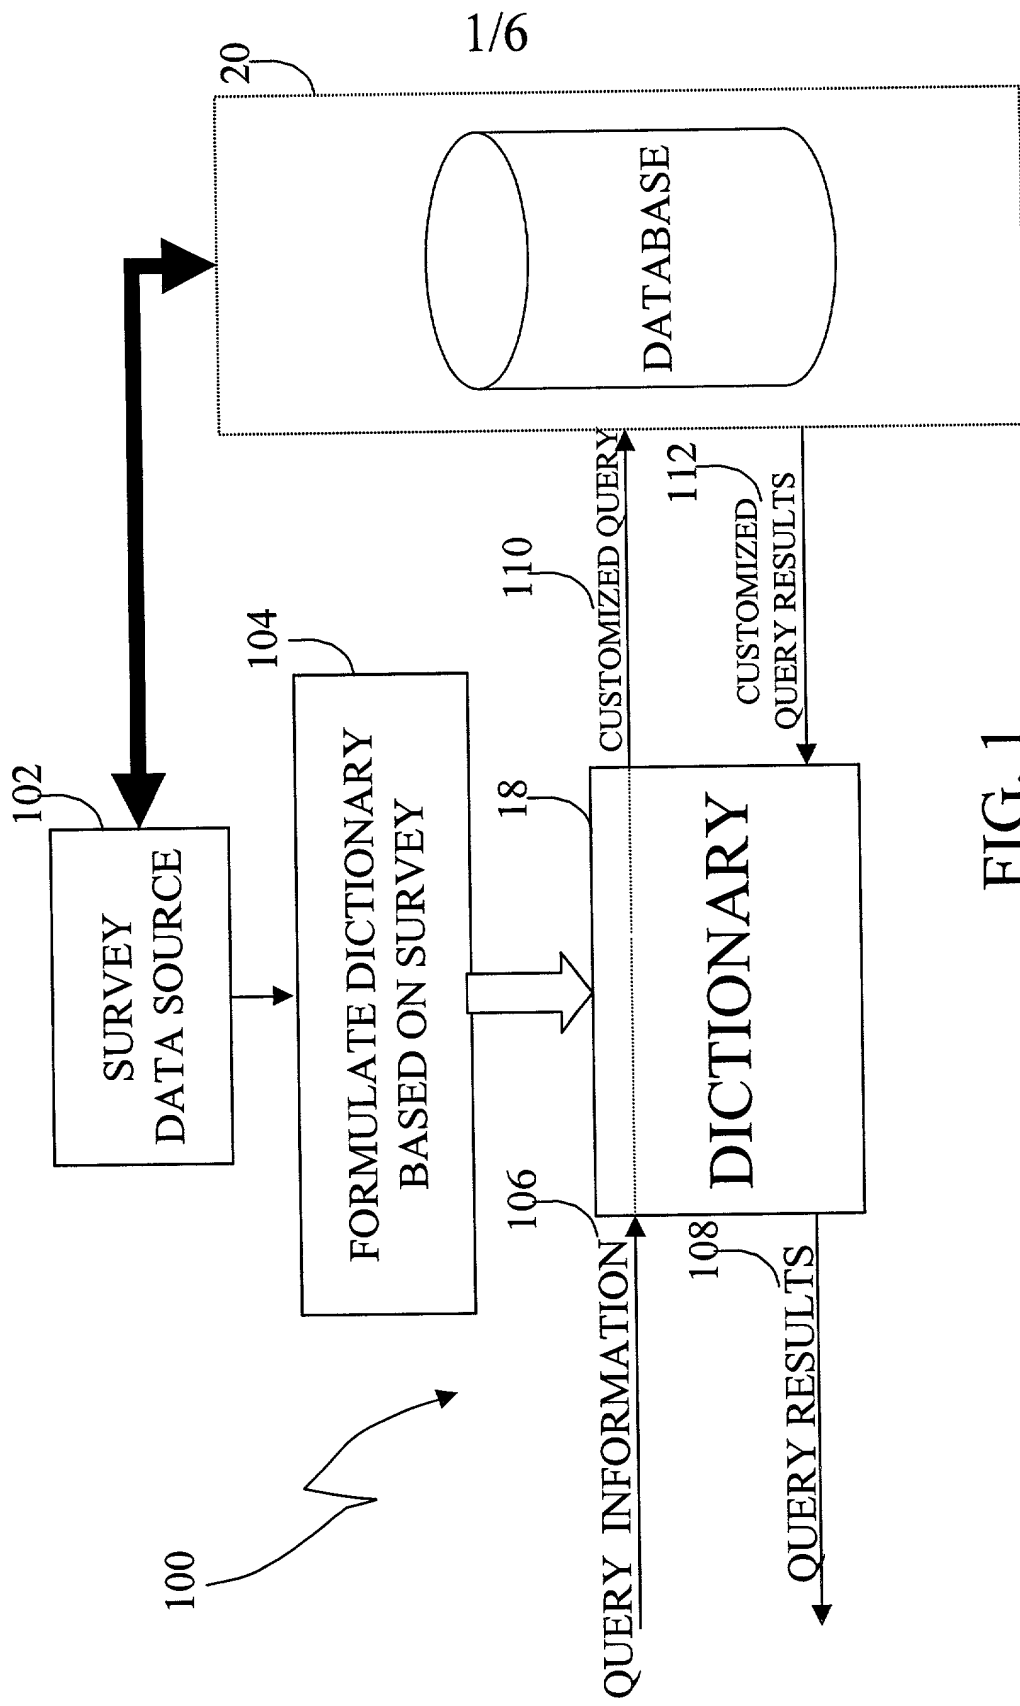 1/6
20
102
SURVEY
DATA SOURCE
104
FORMULATE DICTIONARY
BASED ON SURVEY
DATABASE
100
106
QUERY INFORMATION
18
110
CUSTOMIZED QUERY
DICTIONARY
108
QUERY RESULTS
112
CUSTOMIZED
QUERY RESULTS
FIG. 1